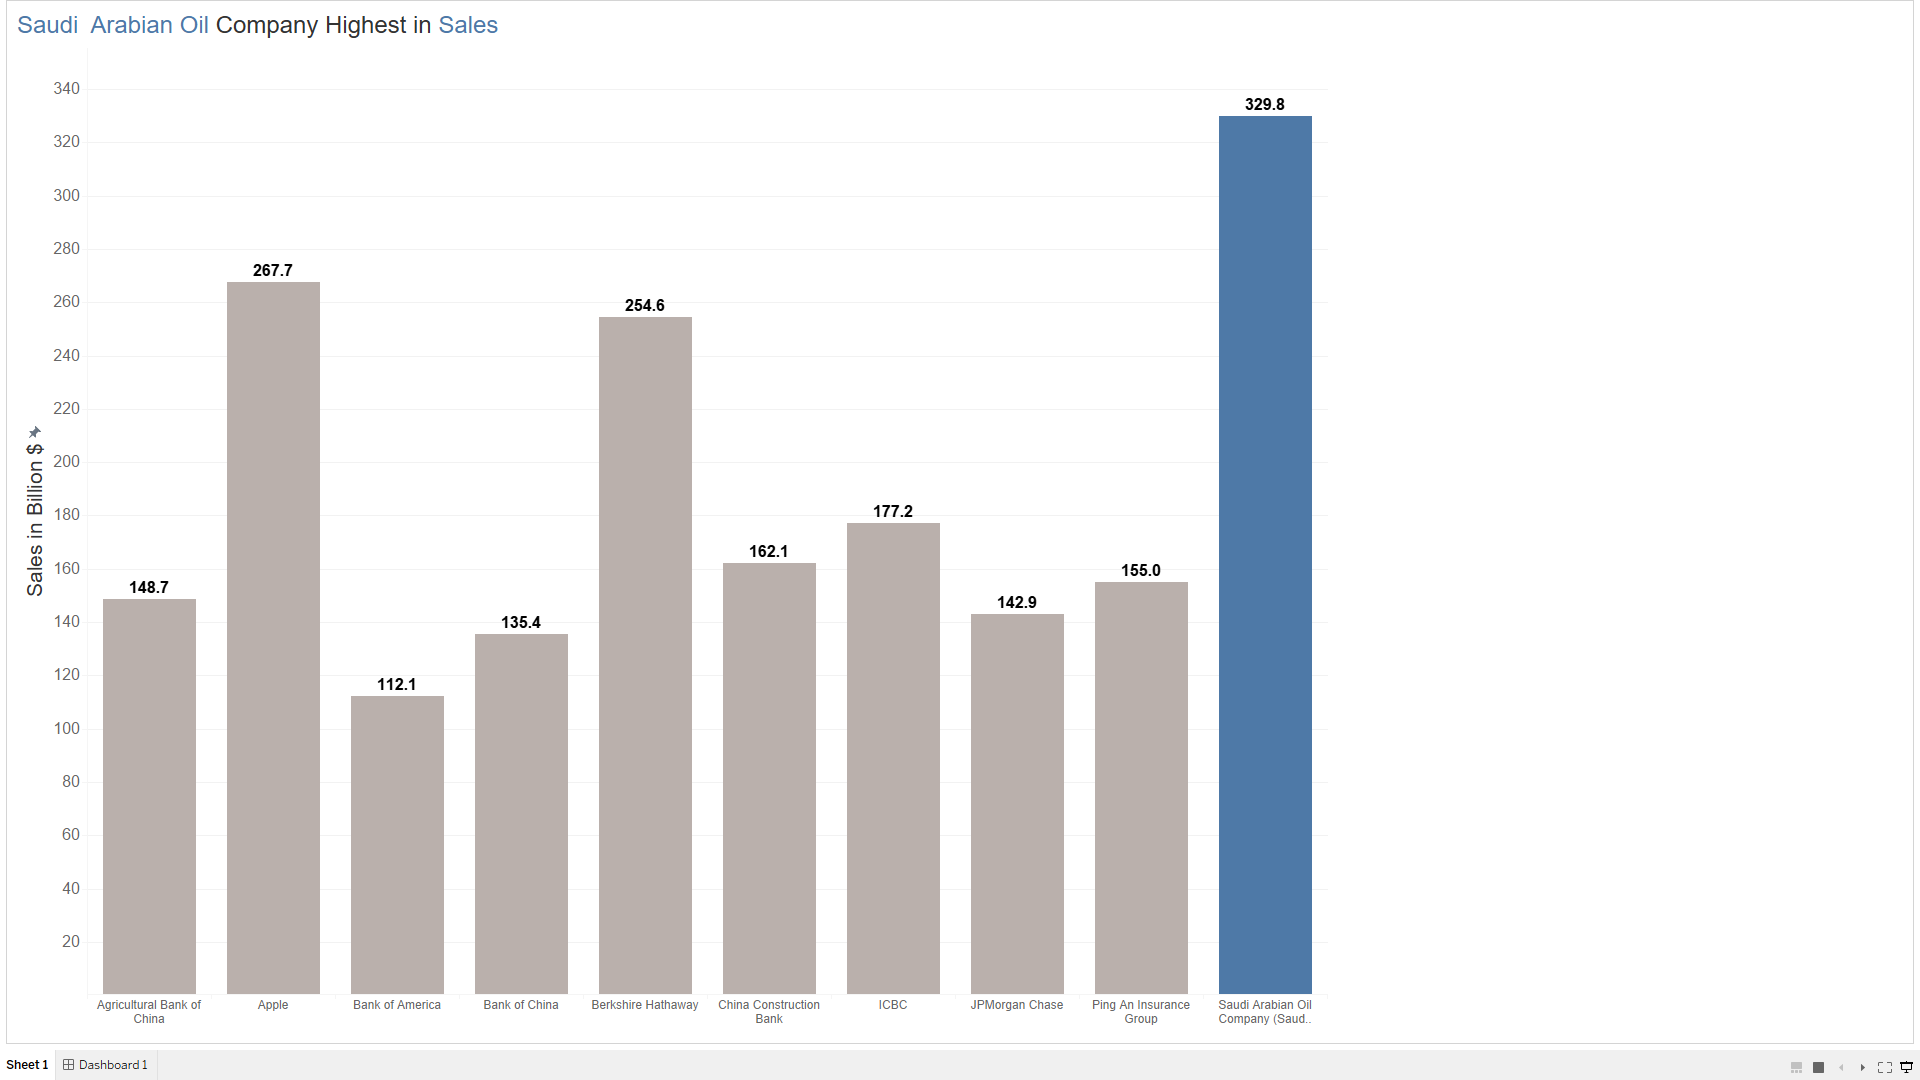 Saudi  Arabian Oil Company Highest in Sales
Sales in Billion $
340
320
300
280
260
240
220
200
180
160
140
120
100
80
60
40
20
148.7
267.7
112.1
135.4
254.6
162.1
177.2
142.9
155.0
329.8
Agricultural Bank of
China
Apple
Bank of America
Bank of China
Berkshire Hathaway
China Construction
Bank
ICBC
JPMorgan Chase
Ping An Insurance
Group
Saudi Arabian Oil
Company (Saud..
Sheet 1
Dashboard 1